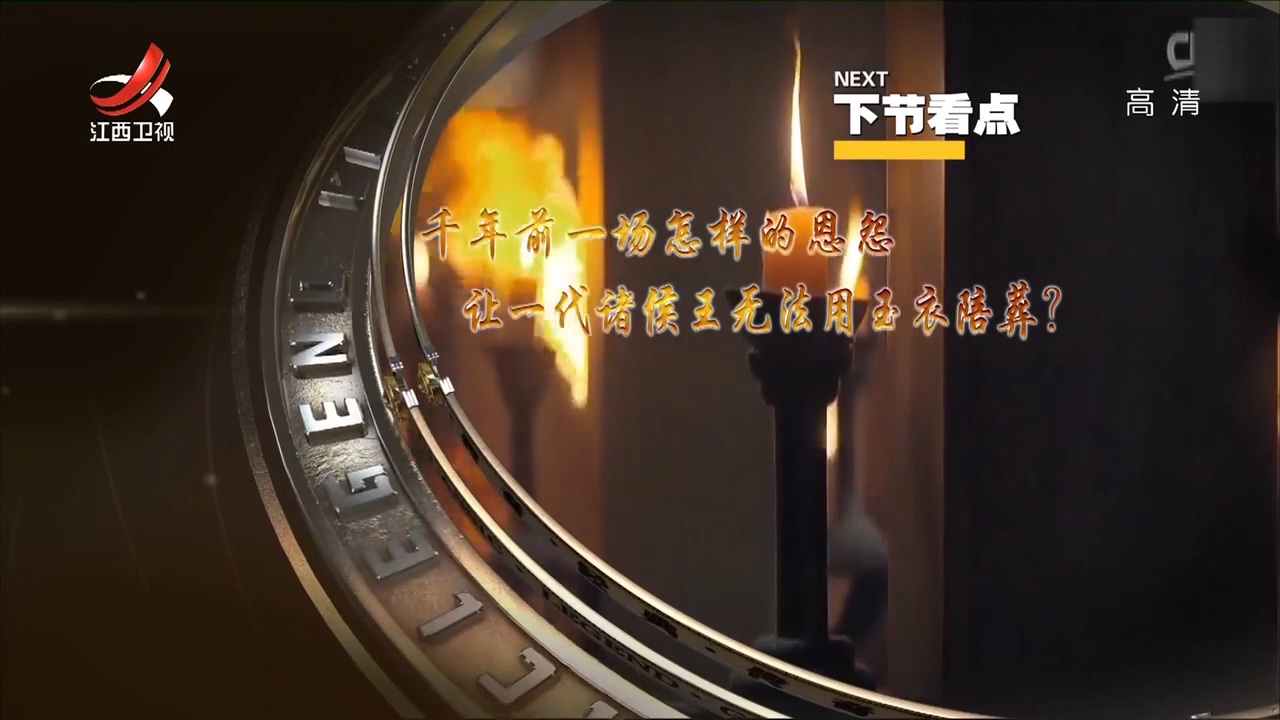 江西卫视
NEXT
下节看点
高清
千年前一场怎样的恩怨
让一代诸侯王无法用玉衣陪葬?
LEGEND
LEGEND